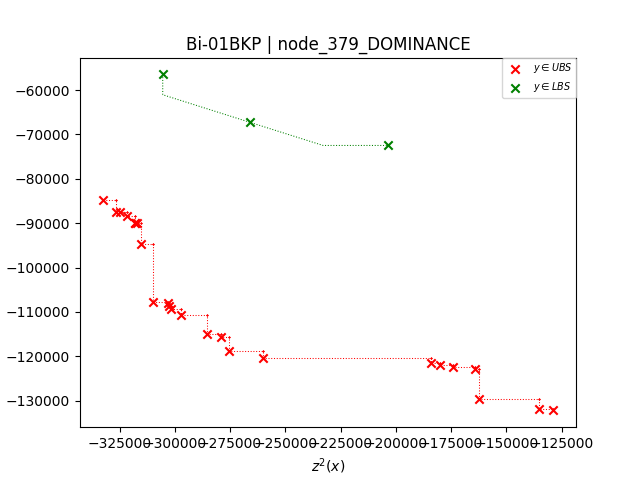 Bi-01BKP | node_379_DOMINANCE
y ∈ UBS
y ∈ LBS
−60000
−70000
−80000
−90000
−100000
−110000
−120000
−130000
−325000 −300000 −275000 −250000 −225000 −200000 −175000 −150000 −125000
z²(x)